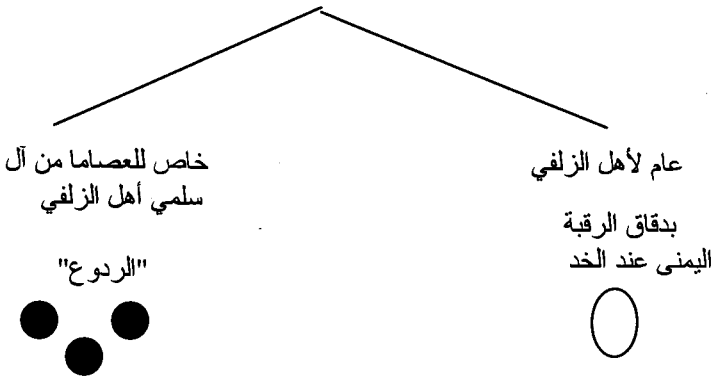 عام لأهل الزلفي
بدقاق الرقبة
اليمنى عند الخد
خاص للعصاما من آل
سلمي أهل الزلفي
"الردوع"